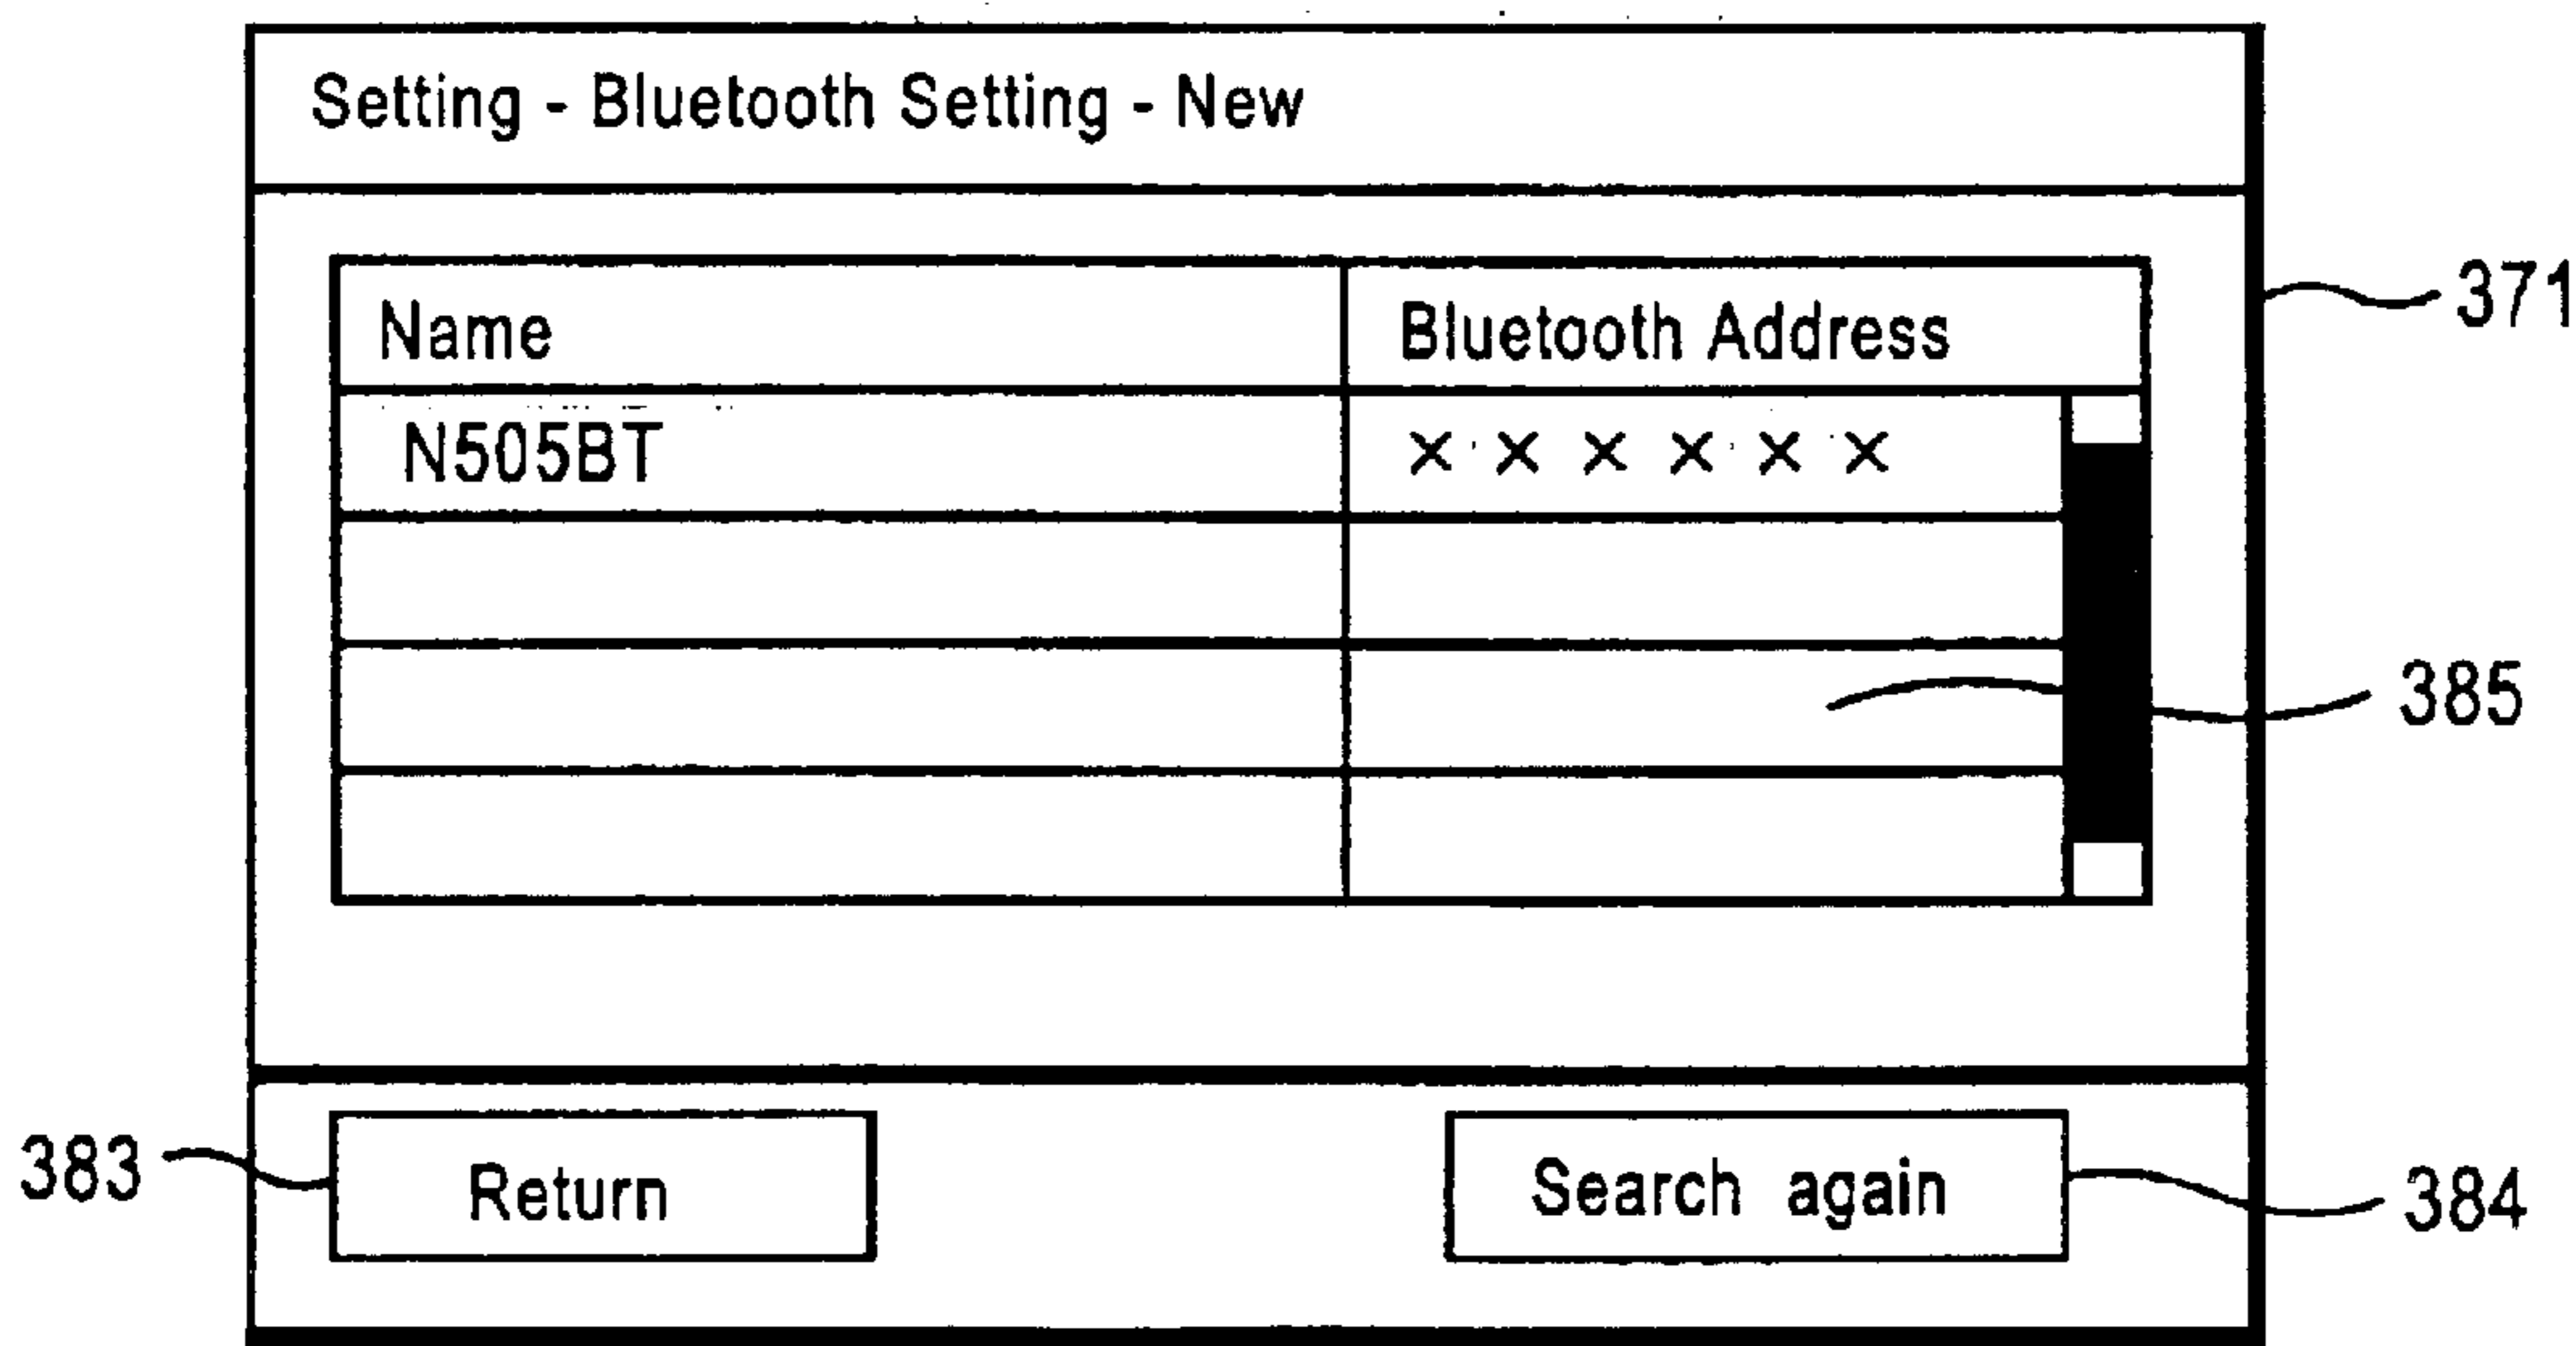 Setting - Bluetooth Setting - New
Name Bluetooth Address
371
N505BT × × × × × ×
385
383 Return Search again 384